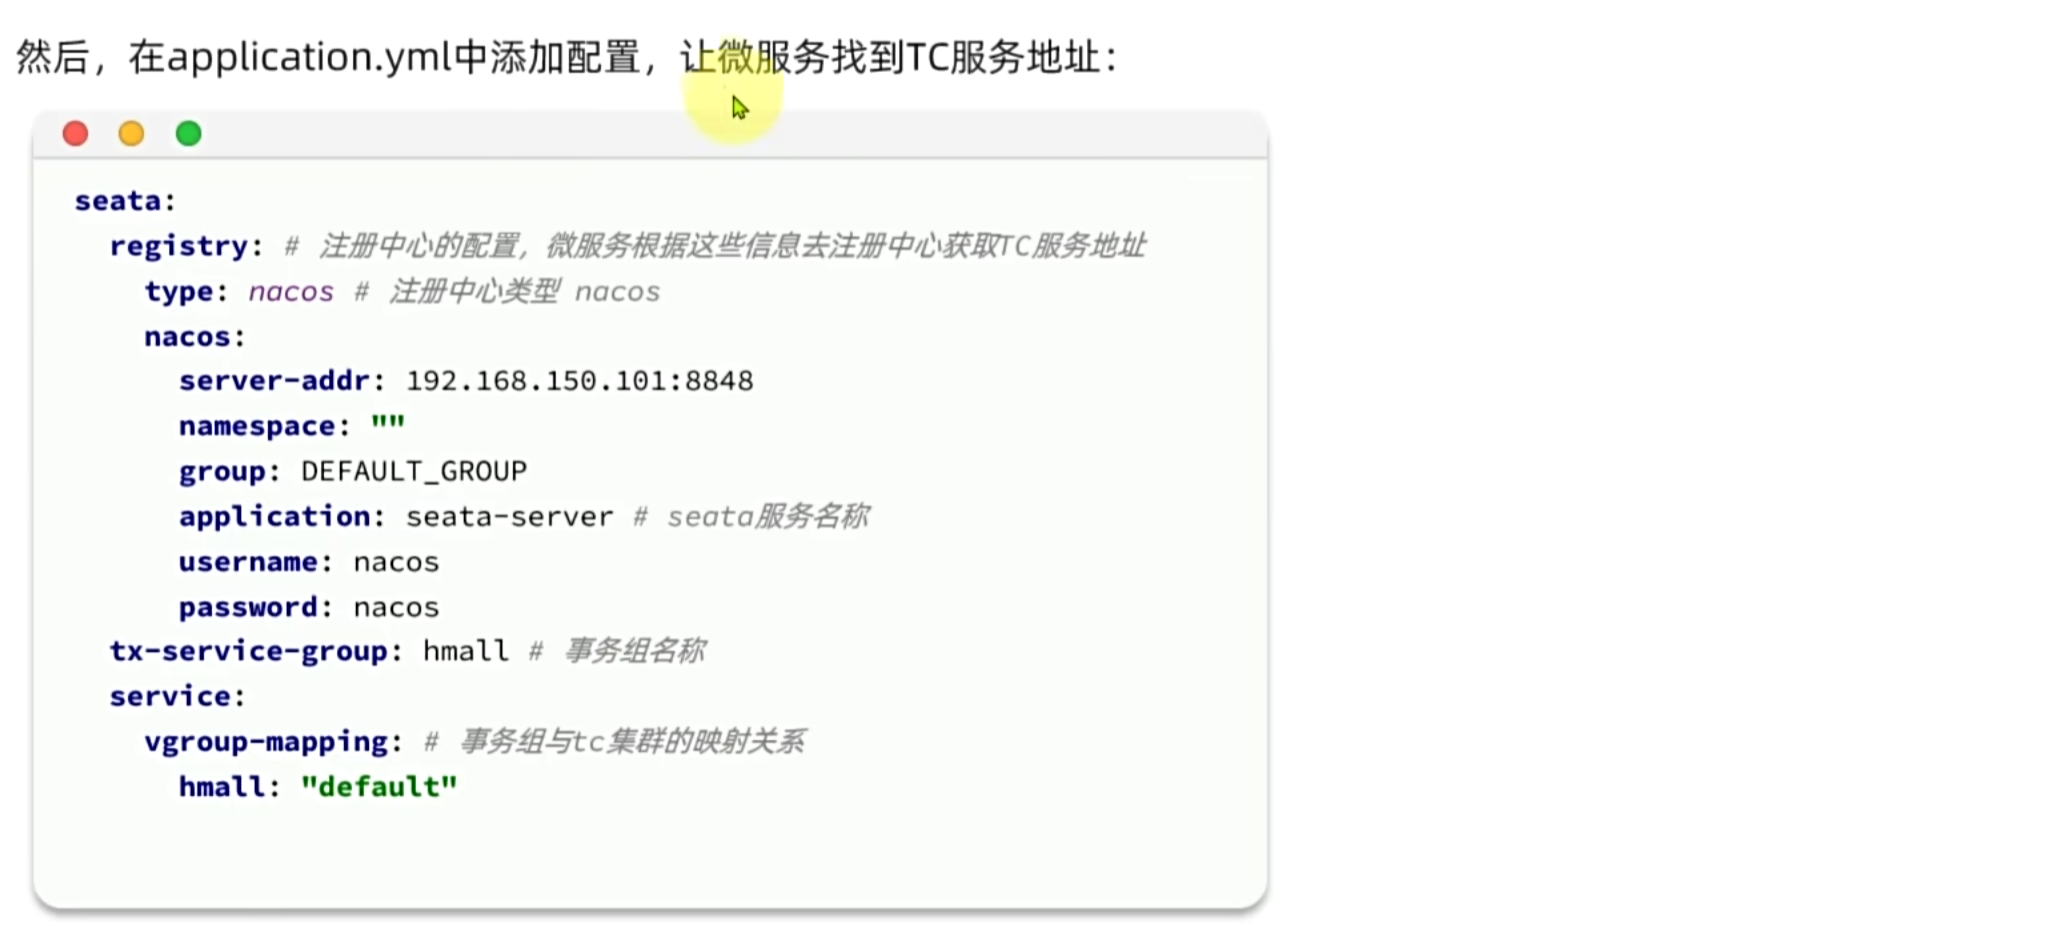 然后，在application.yml中添加配置，让微服务找到TC服务地址：
seata:
registry: # 注册中心的配置，微服务根据这些信息去注册中心获取TC服务地址
type: nacos # 注册中心类型 nacos
nacos:
server-addr: 192.168.150.101:8848
namespace: ""
group: DEFAULT_GROUP
application: seata-server # seata服务名称
username: nacos
password: nacos
tx-service-group: hmall # 事务组名称
service:
vgroup-mapping: # 事务组与tc集群的映射关系
hmall: "default"